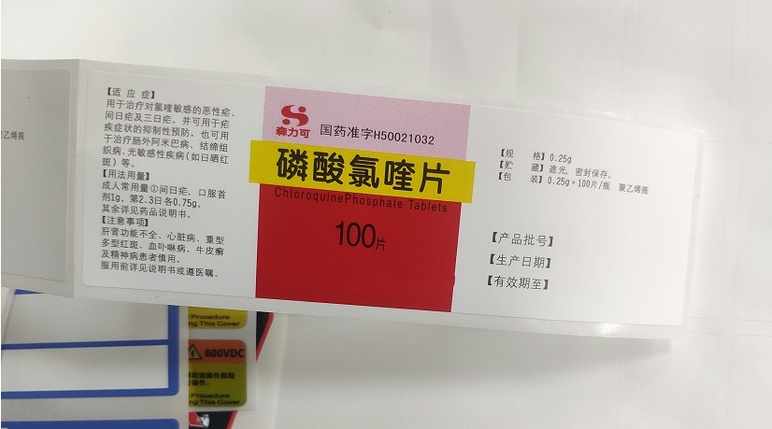 乙烯瓶
【适 应 症】
用于治疗对氯喹敏感的恶性疟、
间日疟及三日疟。并可用于疟
疾症状的抑制性预防。也可用
于治疗肠外阿米巴病、结缔组
织病、光敏感性疾病(如日晒红
斑）等。
【用法用量】
成人常用量①间日疟，口服首
剂1g，第2.3日各0.75g。
其余详见药品说明书。
【注意事项】
肝肾功能不全、心脏病、重型
多型红斑、血卟啉病、牛皮癣
及精神病患者慎用。
服用前详见说明书或遵医嘱。
森力可
国药准字H50021032
磷酸氯喹片
ChloroquinePhosphate Tablets
100片
【规 格】0.25g
【贮 藏】遮光，密封保存。
【包 装】0.25g×100片/瓶 聚乙烯瓶
【产品批号】
【生产日期】
【有效期至】
Procedure
ng This Cover
600VDC
Procedure
ng This Cover